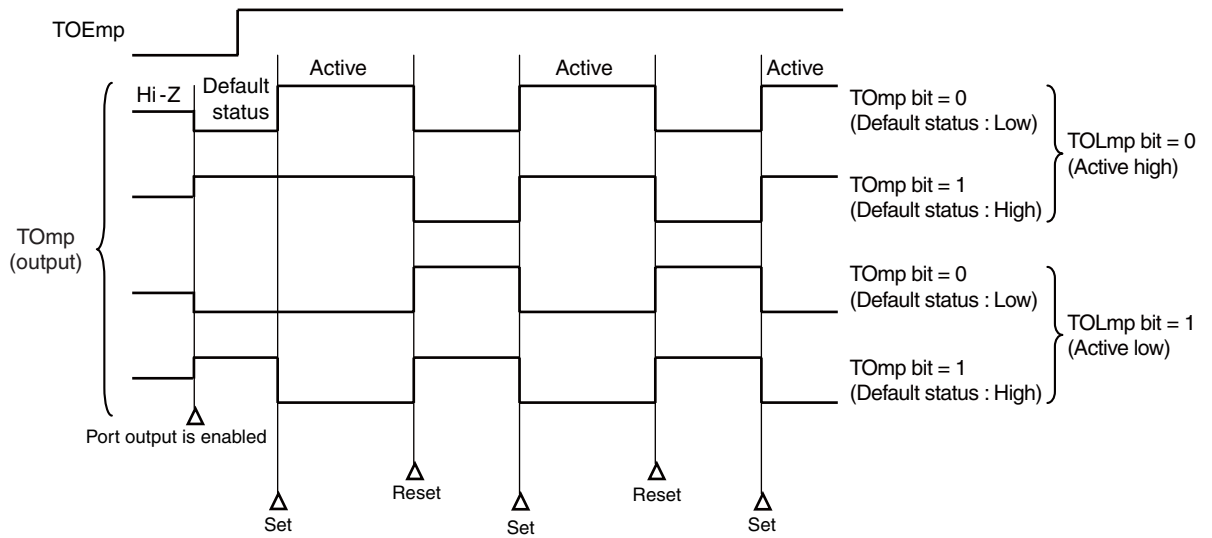 TOEmp
Hi-Z
Default
status
Active
Active
Active
TOmp bit = 0
(Default status : Low)
TOLmp bit = 0
(Active high)
TOmp bit = 1
(Default status : High)
TOmp
(output)
TOmp bit = 0
(Default status : Low)
TOLmp bit = 1
(Active low)
TOmp bit = 1
(Default status : High)
Port output is enabled
Reset
Reset
Set
Set
Set